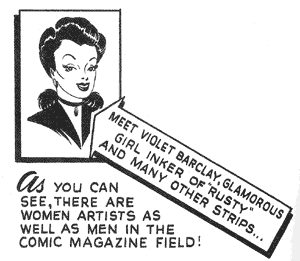 MEET VIOLET BARCLAY, GLAMOROUS
GIRL INKER OF "RUSTY"
AND MANY OTHER STRIPS...
As YOU CAN
SEE, THERE ARE
WOMEN ARTISTS AS
WELL AS MEN IN THE
COMIC MAGAZINE FIELD!